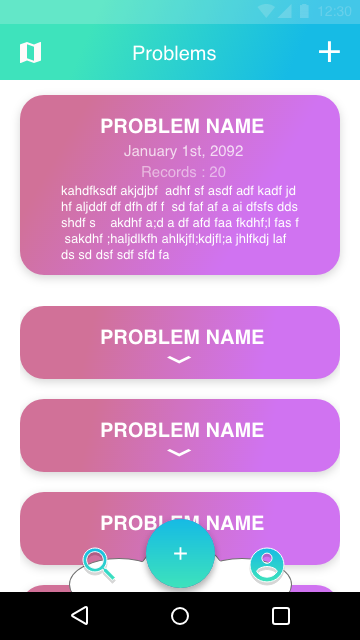 12:30
Problems
PROBLEM NAME
January 1st, 2092
Records : 20
kahdfksdf akjdjbf  adhf sf asdf adf kadf jd
hf aljddf df dfh df f  sd faf af a ai dfsfs dds
shdf s    akdhf a;d a df afd faa fkdhf;l fas f
sakdhf ;haljdlkfh ahlkjfl;kdjfl;a jhlfkdj laf
ds sd dsf sdf sfd fa
PROBLEM NAME
PROBLEM NAME
PROBLEM NAME